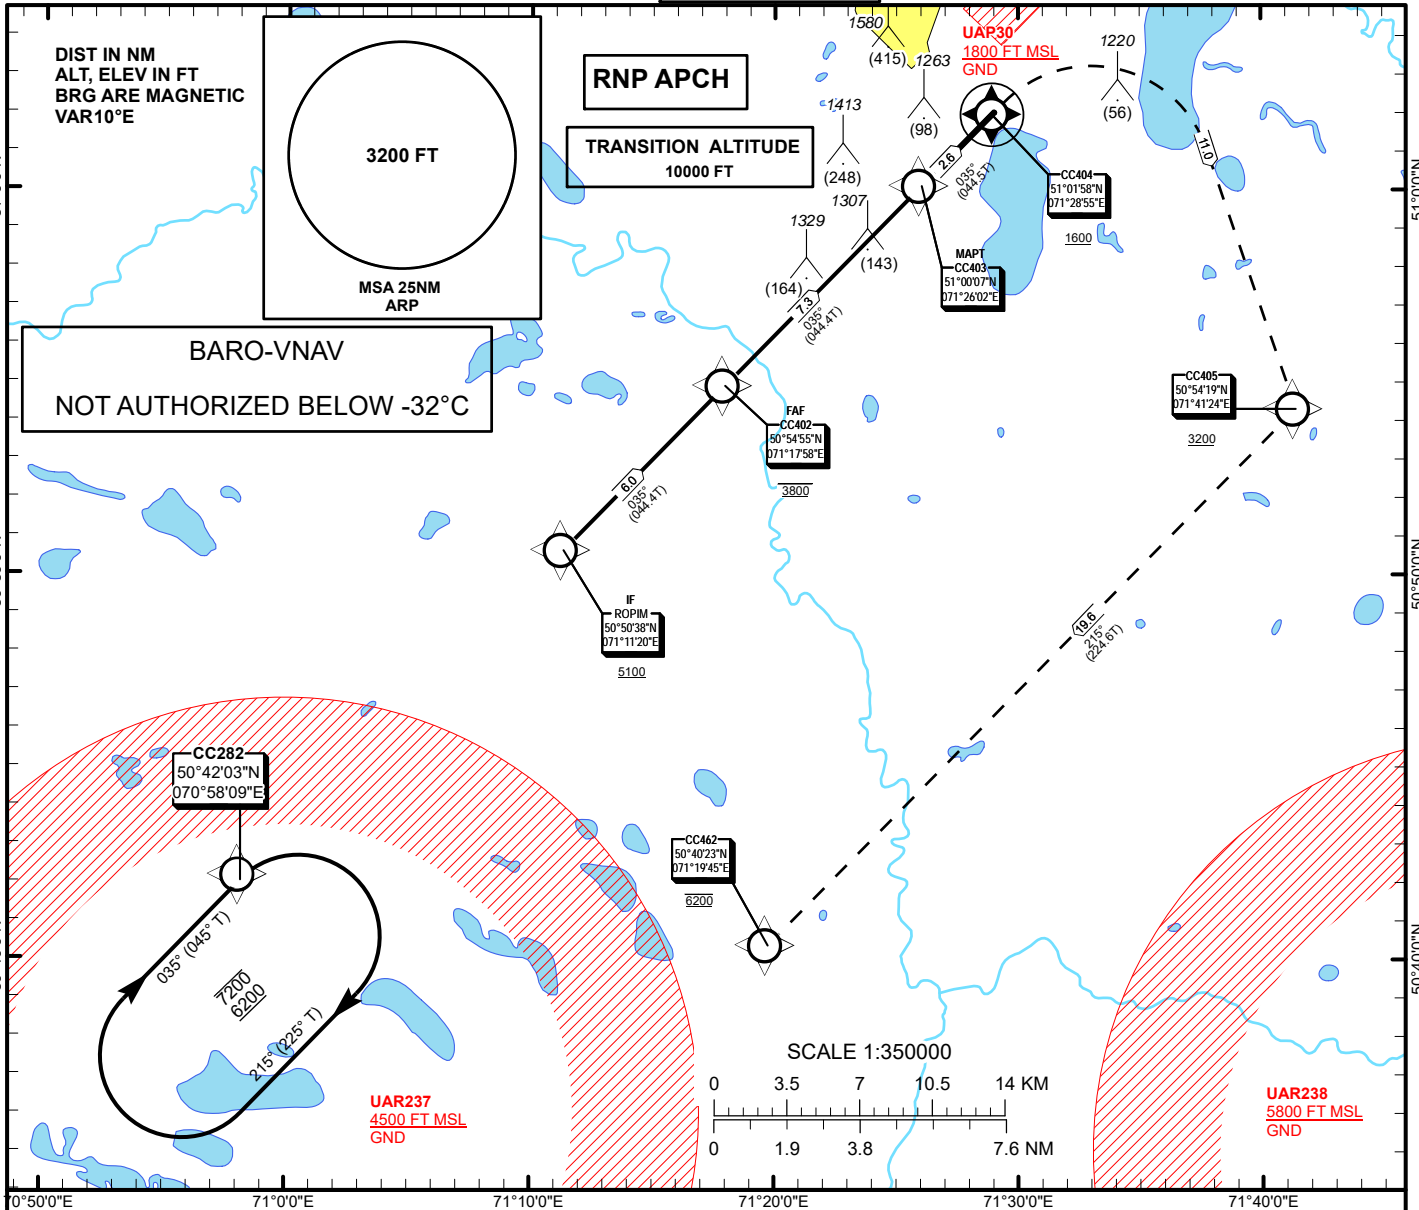 DIST IN NM
ALT, ELEV IN FT
BRG ARE MAGNETIC
VAR10°E
3200 FT
MSA 25NM
ARP
RNP APCH
TRANSITION ALTITUDE
10000 FT
BARO-VNAV
NOT AUTHORIZED BELOW -32°C
1580
(415)
1263
(98)
1413
(248)
1307
(143)
1329
(164)
1220
(56)
UAP30
1800 FT MSL
GND
2.6
035°
(044.5T)
11.0
CC404
51°01'58"N
071°28'55"E
1600
MAPT
CC403
51°00'07"N
071°26'02"E
7.3
035°
(044.4T)
FAF
CC402
50°54'55"N
071°17'58"E
3800
CC405
50°54'19"N
071°41'24"E
3200
6.0
035°
(044.4T)
IF
ROPIM
50°50'38"N
071°11'20"E
5100
19.6
215°
(224.6T)
CC282
50°42'03"N
070°58'09"E
035° (045° T)
7200
6200
215° (225° T)
CC462
50°40'23"N
071°19'45"E
6200
UAR237
4500 FT MSL
GND
UAR238
5800 FT MSL
GND
SCALE 1:350000
0 3.5 7 10.5 14 KM
0 1.9 3.8 7.6 NM
51°0'0"N
50°50'0"N
50°40'0"N
70°50'0"E 71°0'0"E 71°10'0"E 71°20'0"E 71°30'0"E 71°40'0"E